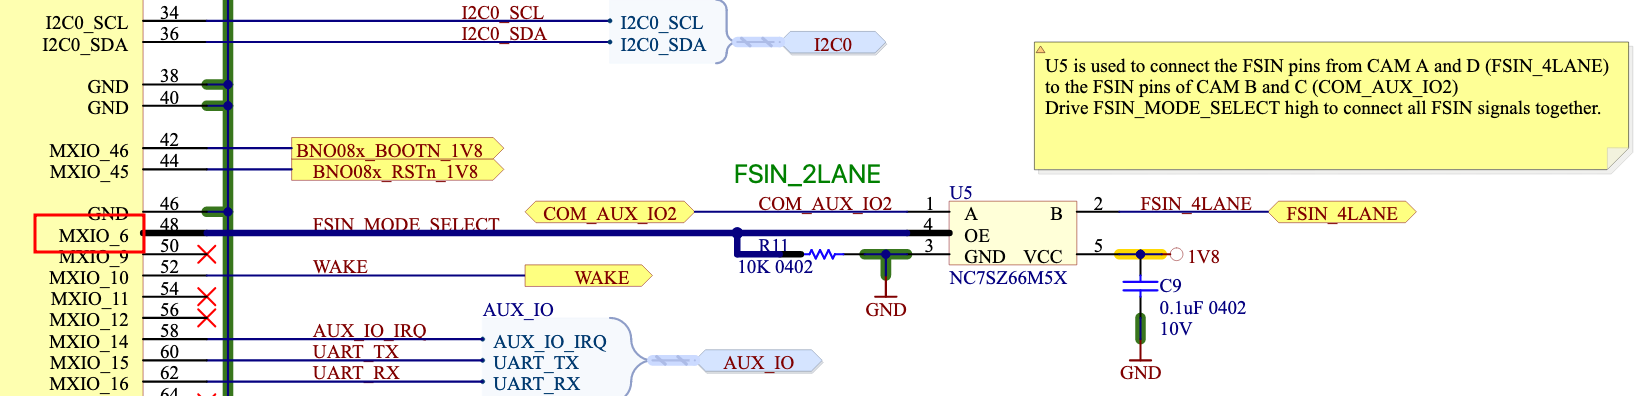 I2C0_SCL 34 I2C0_SCL I2C0_SCL
I2C0_SDA 36 I2C0_SDA I2C0_SDA I2C0
GND 38
GND 40
U5 is used to connect the FSIN pins from CAM A and D (FSIN_4LANE)
to the FSIN pins of CAM B and C (COM_AUX_IO2)
Drive FSIN_MODE_SELECT high to connect all FSIN signals together.
MXIO_46 42 BNO08x_BOOTN_1V8
MXIO_45 44 BNO08x_RSTn_1V8
FSIN_2LANE
U5
GND 46 COM_AUX_IO2 COM_AUX_IO2 1 A B 2 FSIN_4LANE FSIN_4LANE
MXIO_6 48 FSIN_MODE_SELECT 4 OE
MXIO_9 50 R11 3 GND VCC 5 1V8
10K 0402
MXIO_10 52 WAKE WAKE
NC7SZ66M5X
MXIO_11 54
C9
0.1uF 0402
10V
GND
MXIO_12 56
AUX_IO
MXIO_14 58 AUX_IO_IRQ AUX_IO_IRQ
MXIO_15 60 UART_TX UART_TX AUX_IO
MXIO_16 62 UART_RX UART_RX
GND
64